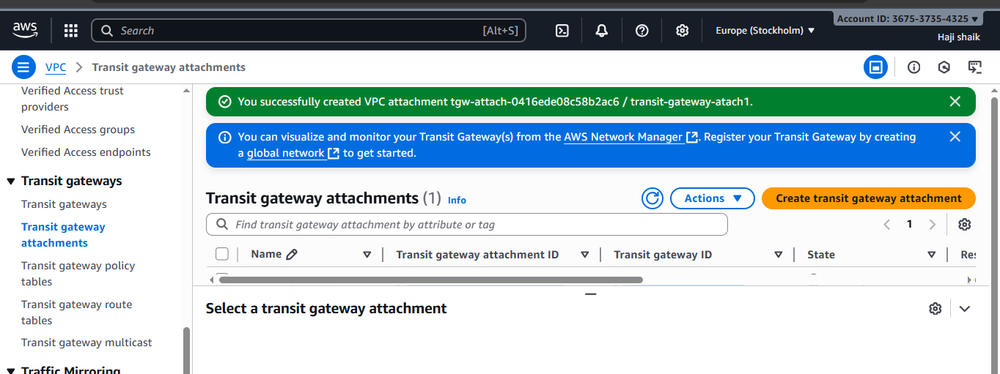 aws
Search
[Alt+S]
Europe (Stockholm) ▼
Account ID: 3675-3735-4325 ▼
Haji shaik
VPC > Transit gateway attachments
Verified Access trust
providers
Verified Access groups
Verified Access endpoints
Transit gateways
Transit gateways
Transit gateway
attachments
Transit gateway policy
tables
Transit gateway route
tables
Transit gateway multicast
Traffic Mirroring
You successfully created VPC attachment tgw-attach-0416ede08c58b2ac6 / transit-gateway-atach1.
You can visualize and monitor your Transit Gateway(s) from the AWS Network Manager. Register your Transit Gateway by creating
a global network to get started.
Transit gateway attachments (1) Info
Actions ▼
Create transit gateway attachment
Find transit gateway attachment by attribute or tag
1
Name
Transit gateway attachment ID
Transit gateway ID
State
Select a transit gateway attachment